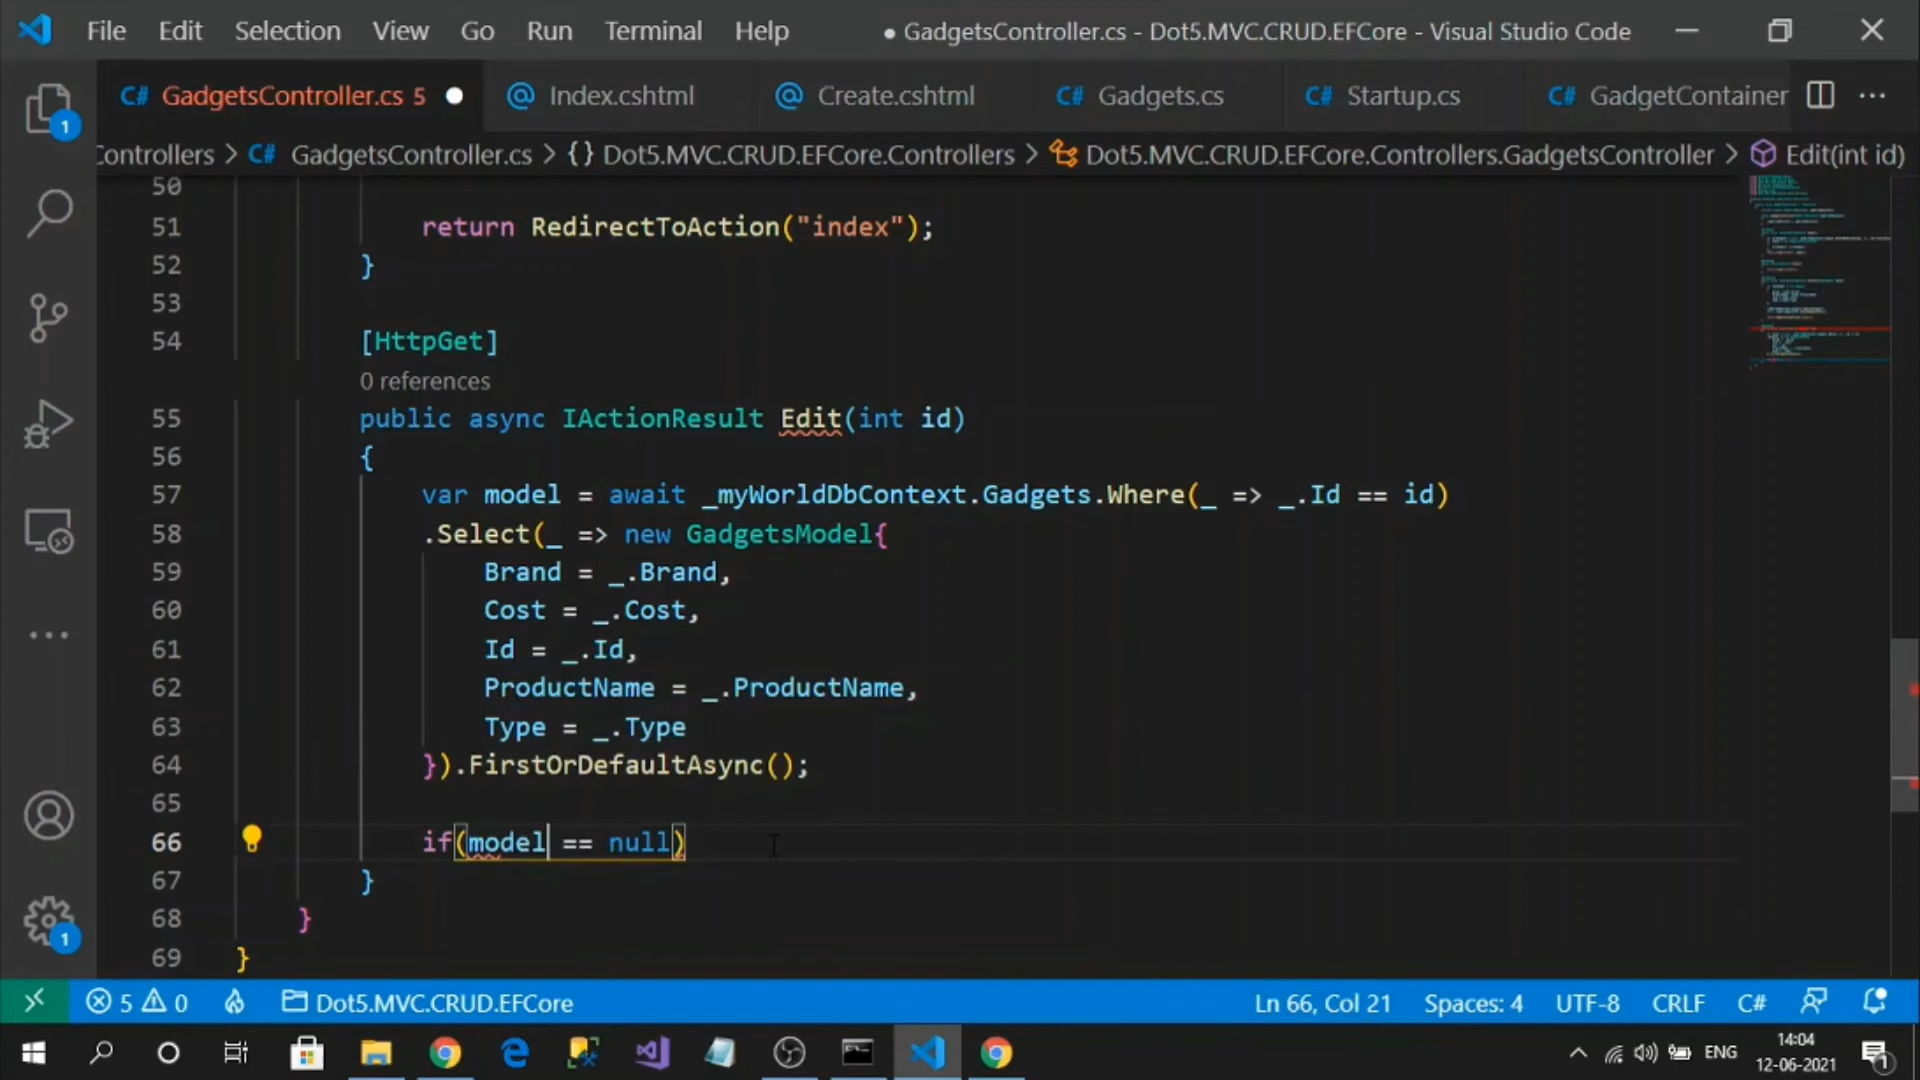 File Edit Selection View Go Run Terminal Help ● GadgetsController.cs - Dot5.MVC.CRUD.EFCore - Visual Studio Code
C# GadgetsController.cs 5 Index.cshtml Create.cshtml C# Gadgets.cs C# Startup.cs C# GadgetContainer
Controllers > C# GadgetsController.cs > {} Dot5.MVC.CRUD.EFCore.Controllers > Dot5.MVC.CRUD.EFCore.Controllers.GadgetsController > Edit(int id)
50
51 return RedirectToAction("index");
52 }
53
54 [HttpGet]
0 references
55 public async IActionResult Edit(int id)
56 {
57 var model = await _myWorldDbContext.Gadgets.Where(_ => _.Id == id)
58 .Select(_ => new GadgetsModel{
59 Brand = _.Brand,
60 Cost = _.Cost,
61 Id = _.Id,
62 ProductName = _.ProductName,
63 Type = _.Type
64 }).FirstOrDefaultAsync();
65
66 if(model == null)
67 }
68 }
69 }
1
1
5 0 Dot5.MVC.CRUD.EFCore Ln 66, Col 21 Spaces: 4 UTF-8 CRLF C#
ENG 14:04
12-06-2021
1